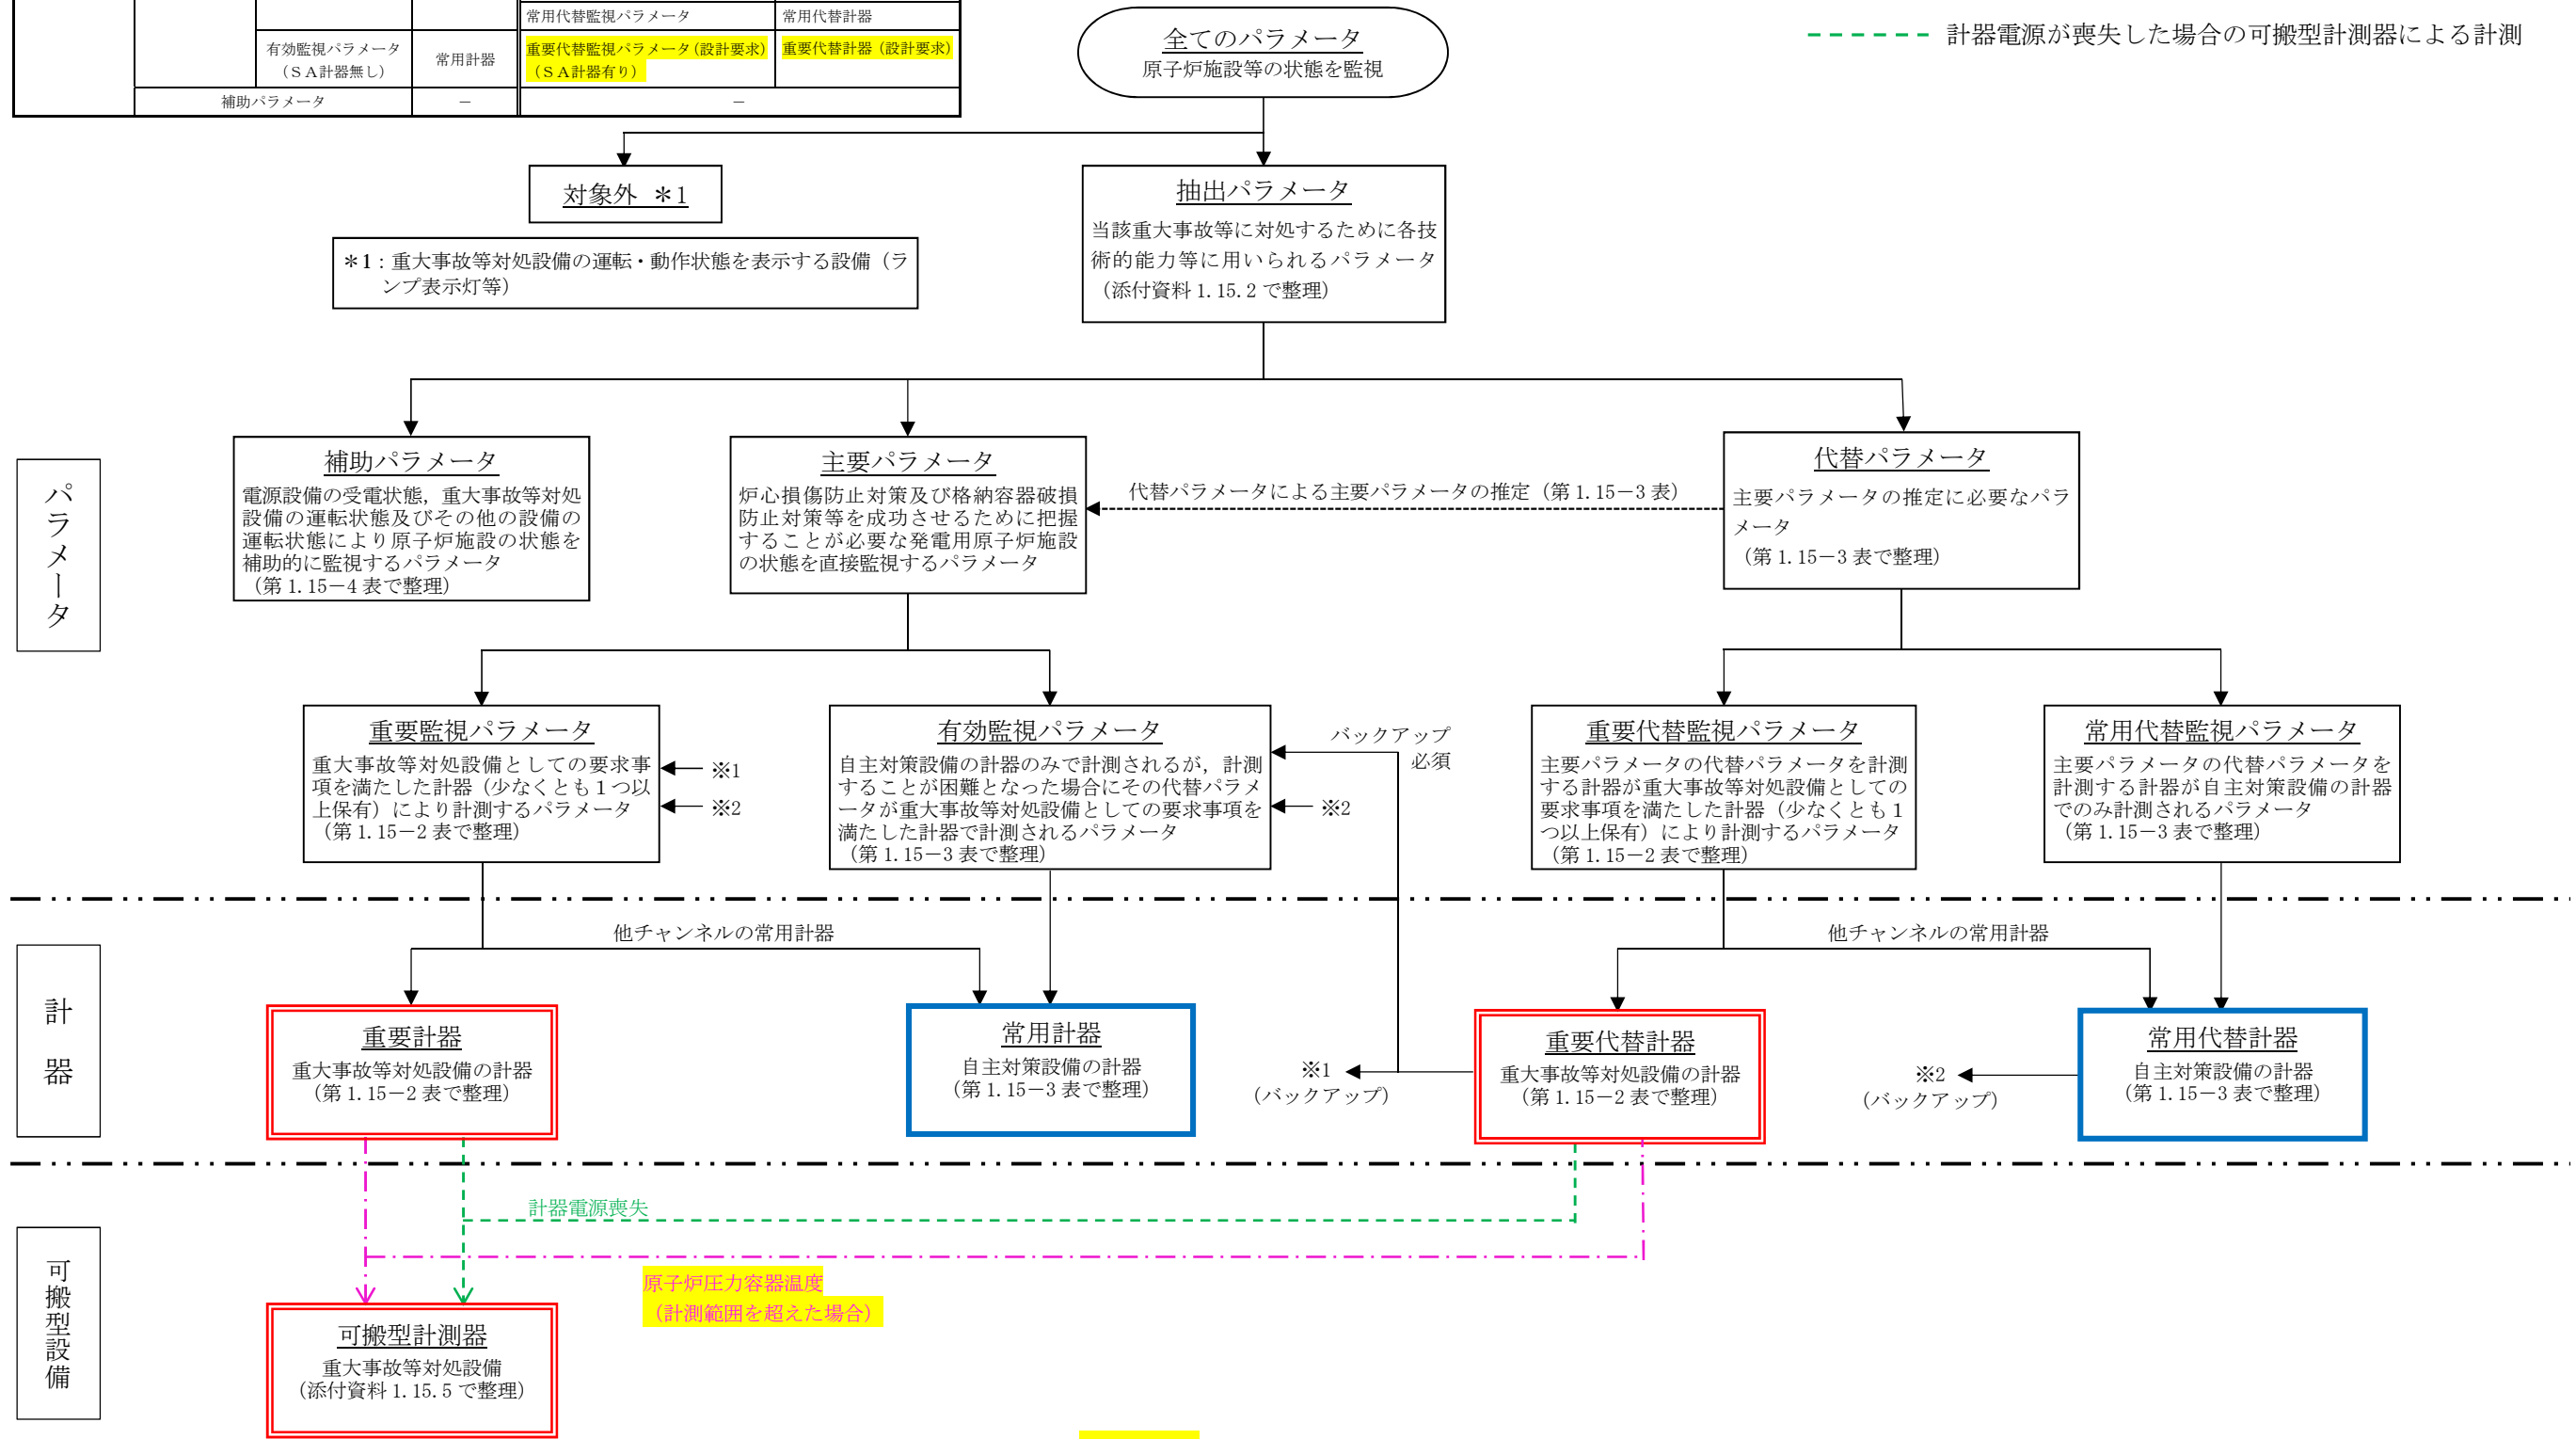 常用代替監視パラメータ 常用代替計器
有効監視パラメータ
（ＳＡ計器無し）
常用計器
重要代替監視パラメータ（設計要求）
（ＳＡ計器有り）
重要代替計器（設計要求）
補助パラメータ － －
全てのパラメータ
原子炉施設等の状態を監視
計器電源が喪失した場合の可搬型計測器による計測
対象外 ＊1
＊1：重大事故等対処設備の運転・動作状態を表示する設備（ラ
ンプ表示灯等）
抽出パラメータ
当該重大事故等に対処するために各技
術的能力等に用いられるパラメータ
（添付資料 1.15.2 で整理）
パラメータ
補助パラメータ
電源設備の受電状態，重大事故等対処
設備の運転状態及びその他の設備の
運転状態により原子炉施設の状態を
補助的に監視するパラメータ
（第 1.15－4 表で整理）
主要パラメータ
炉心損傷防止対策及び格納容器破損
防止対策等を成功させるために把握
することが必要な発電用原子炉施設
の状態を直接監視するパラメータ
代替パラメータによる主要パラメータの推定（第 1.15－3 表）
代替パラメータ
主要パラメータの推定に必要なパラ
メータ
（第 1.15－3 表で整理）
重要監視パラメータ
重大事故等対処設備としての要求事
項を満たした計器（少なくとも１つ以
上保有）により計測するパラメータ
（第 1.15－2 表で整理）
※1
※2
有効監視パラメータ
自主対策設備の計器のみで計測されるが，計測
することが困難となった場合にその代替パラメ
ータが重大事故等対処設備としての要求事項を
満たした計器で計測されるパラメータ
（第 1.15－3 表で整理）
バックアップ
必須
※2
重要代替監視パラメータ
主要パラメータの代替パラメータを計測
する計器が重大事故等対処設備としての
要求事項を満たした計器（少なくとも１
つ以上保有）により計測するパラメータ
（第 1.15－2 表で整理）
常用代替監視パラメータ
主要パラメータの代替パラメータを
計測する計器が自主対策設備の計器
でのみ計測されるパラメータ
（第 1.15－3 表で整理）
計器
他チャンネルの常用計器
他チャンネルの常用計器
重要計器
重大事故等対処設備の計器
（第 1.15－2 表で整理）
常用計器
自主対策設備の計器
（第 1.15－3 表で整理）
※1
（バックアップ）
重要代替計器
重大事故等対処設備の計器
（第 1.15－2 表で整理）
※2
（バックアップ）
常用代替計器
自主対策設備の計器
（第 1.15－3 表で整理）
可搬型設備
計器電源喪失
原子炉圧力容器温度
（計測範囲を超えた場合）
可搬型計測器
重大事故等対処設備
（添付資料 1.15.5 で整理）